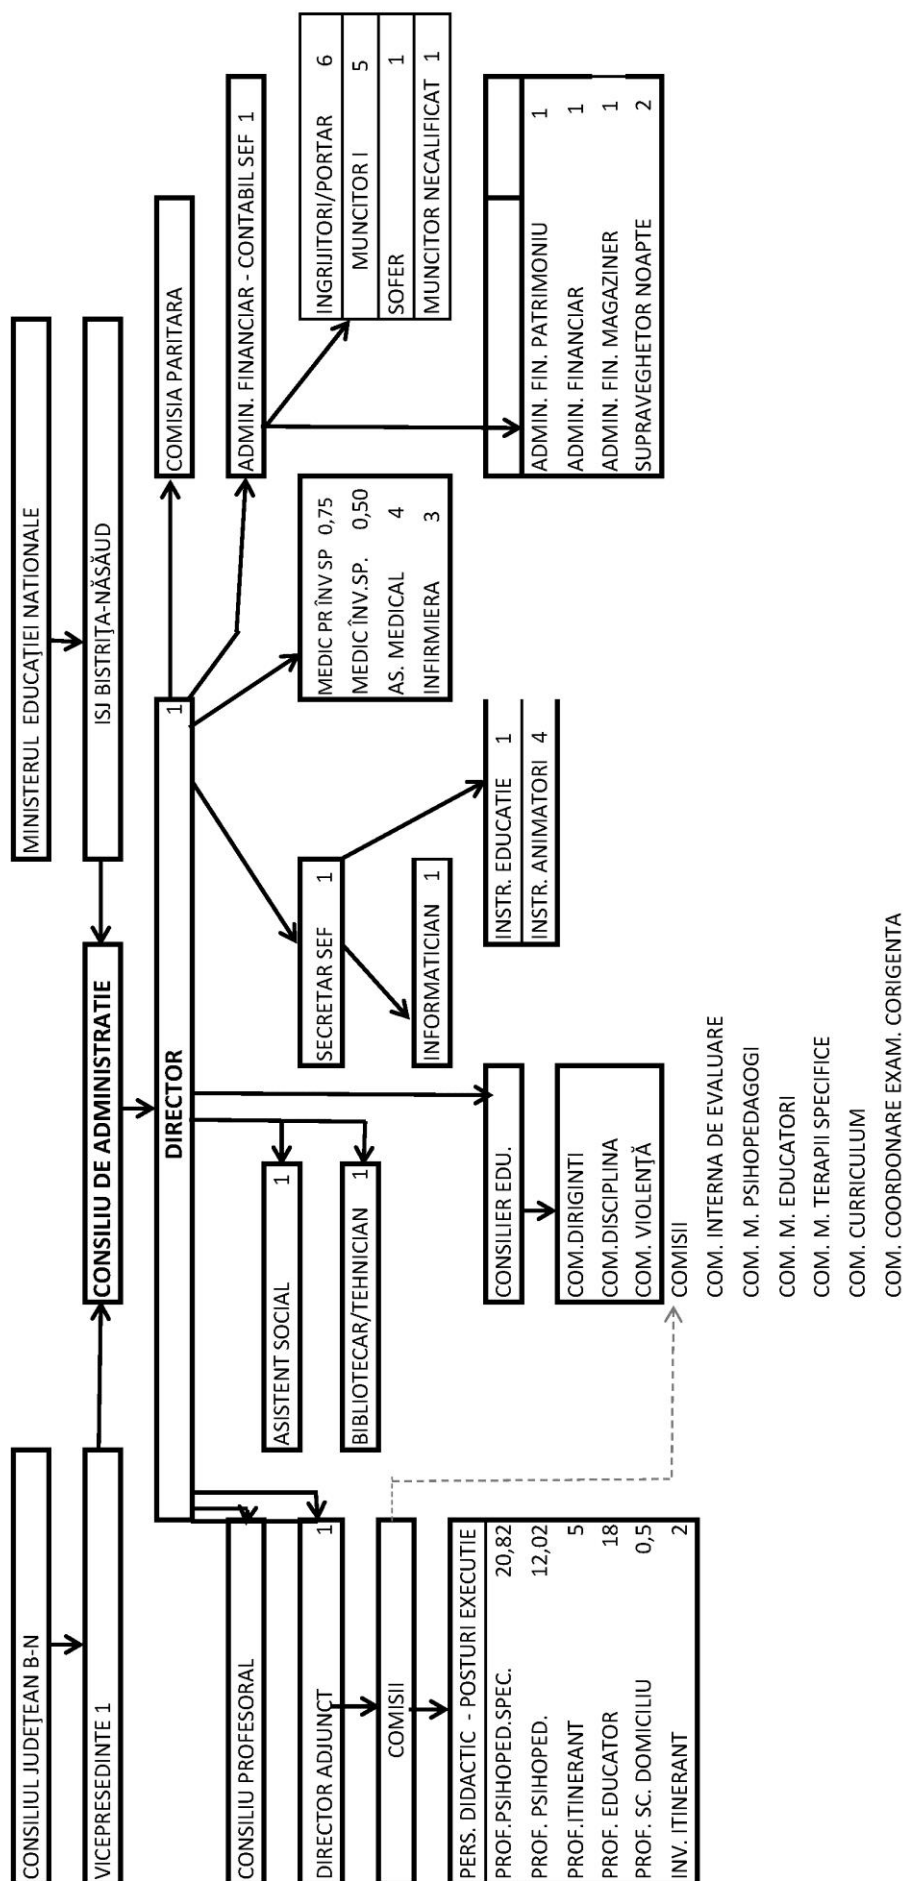 CONSILIUL JUDEŢEAN B-N
MINISTERUL EDUCAŢIEI NATIONALE
VICEPRESEDINTE 1
CONSILIU DE ADMINISTRATIE
ISJ BISTRIŢA-NĂSĂUD
DIRECTOR 1
COMISIA PARITARA
CONSILIU PROFESORAL
ADMIN. FINANCIAR - CONTABIL SEF 1
ASISTENT SOCIAL 1
DIRECTOR ADJUNCT 1
SECRETAR SEF 1
BIBLIOTECAR/TEHNICIAN 1
MEDIC PR ÎNV SP 0,75
MEDIC ÎNV.SP. 0,50
AS. MEDICAL 4
INFIRMIERA 3
INGRIJITORI/PORTAR 6
MUNCITOR I 5
SOFER 1
MUNCITOR NECALIFICAT 1
COMISII
INFORMATICIAN 1
PERS. DIDACTIC - POSTURI EXECUTIE
PROF.PSIHOPED.SPEC. 20,82
PROF. PSIHOPED. 12,02
PROF.ITINERANT 5
PROF. EDUCATOR 18
PROF. SC. DOMICILIU 0,5
INV. ITINERANT 2
CONSILIER EDU.
COM.DIRIGINTI
COM.DISCIPLINA
COM. VIOLENŢĂ
COMISII
COM. INTERNA DE EVALUARE
COM. M. PSIHOPEDAGOGI
COM. M. EDUCATORI
COM. M. TERAPII SPECIFICE
COM. CURRICULUM
COM. COORDONARE EXAM. CORIGENTA
INSTR. EDUCATIE 1
INSTR. ANIMATORI 4
ADMIN. FIN. PATRIMONIU 1
ADMIN. FINANCIAR 1
ADMIN. FIN. MAGAZINER 1
SUPRAVEGHETOR NOAPTE 2